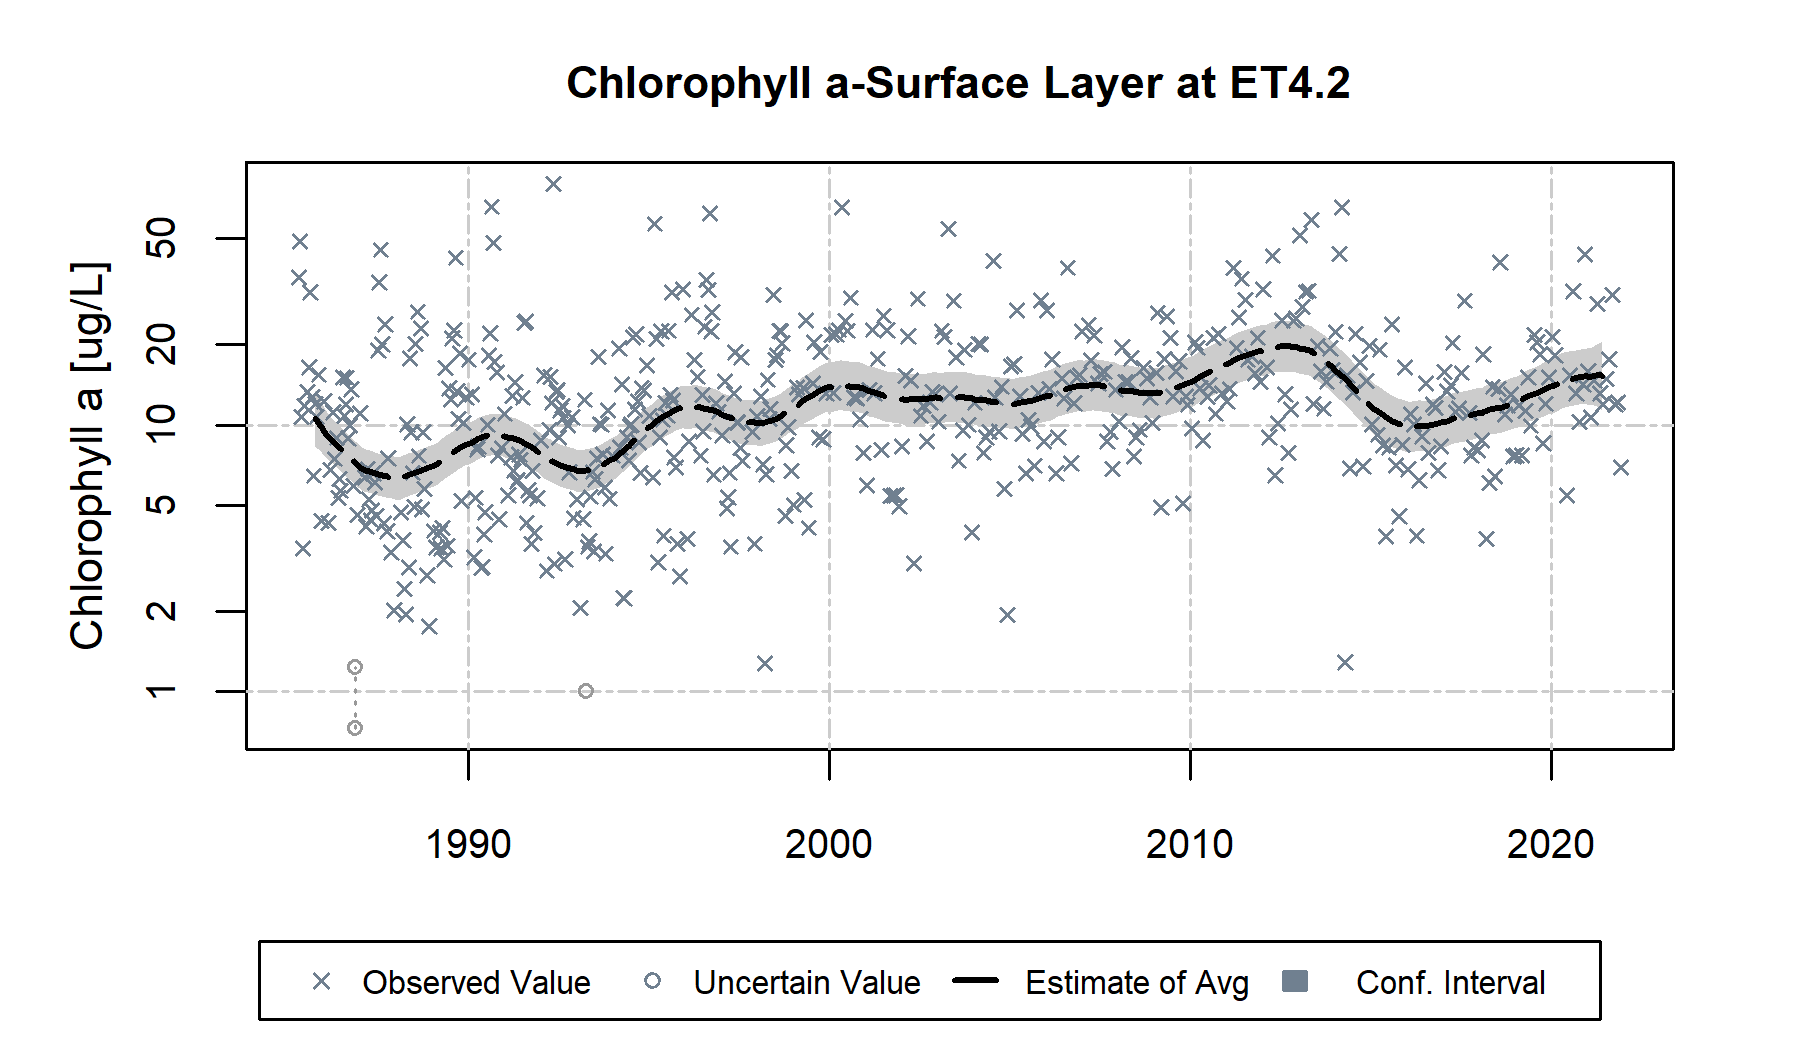 Chlorophyll a-Surface Layer at ET4.2
Chlorophyll a [ug/L]
50
20
10
5
2
1
1990 2000 2010 2020
Observed Value Uncertain Value Estimate of Avg Conf. Interval